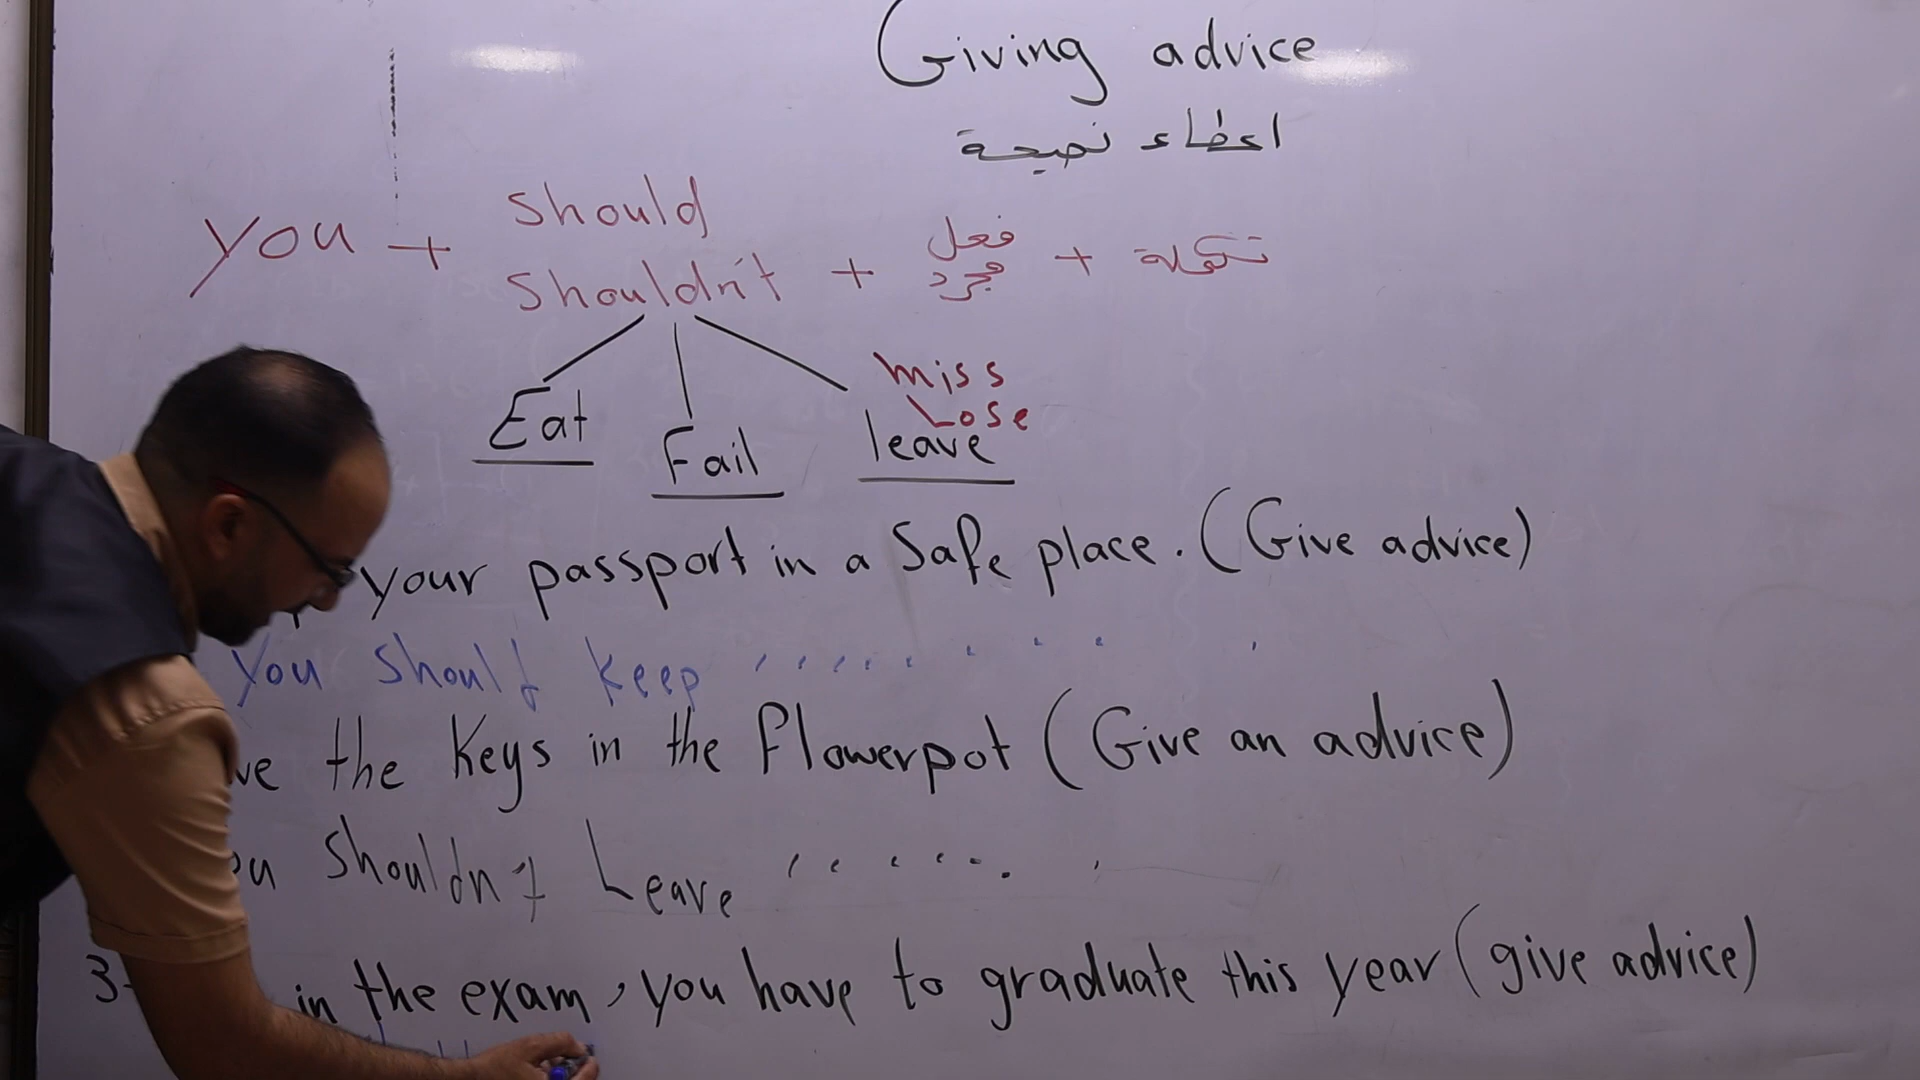 Giving advice
اعطاء نصيحة
you + should shouldn't + فعل مجرد + تكملة
Eat Fail leave miss Lose
your passport in a safe place. (Give advice)
You should keep
ve the keys in the flowerpot (Give an advice)
ou shouldn't Leave
3- in the exam, you have to graduate this year (give advice)